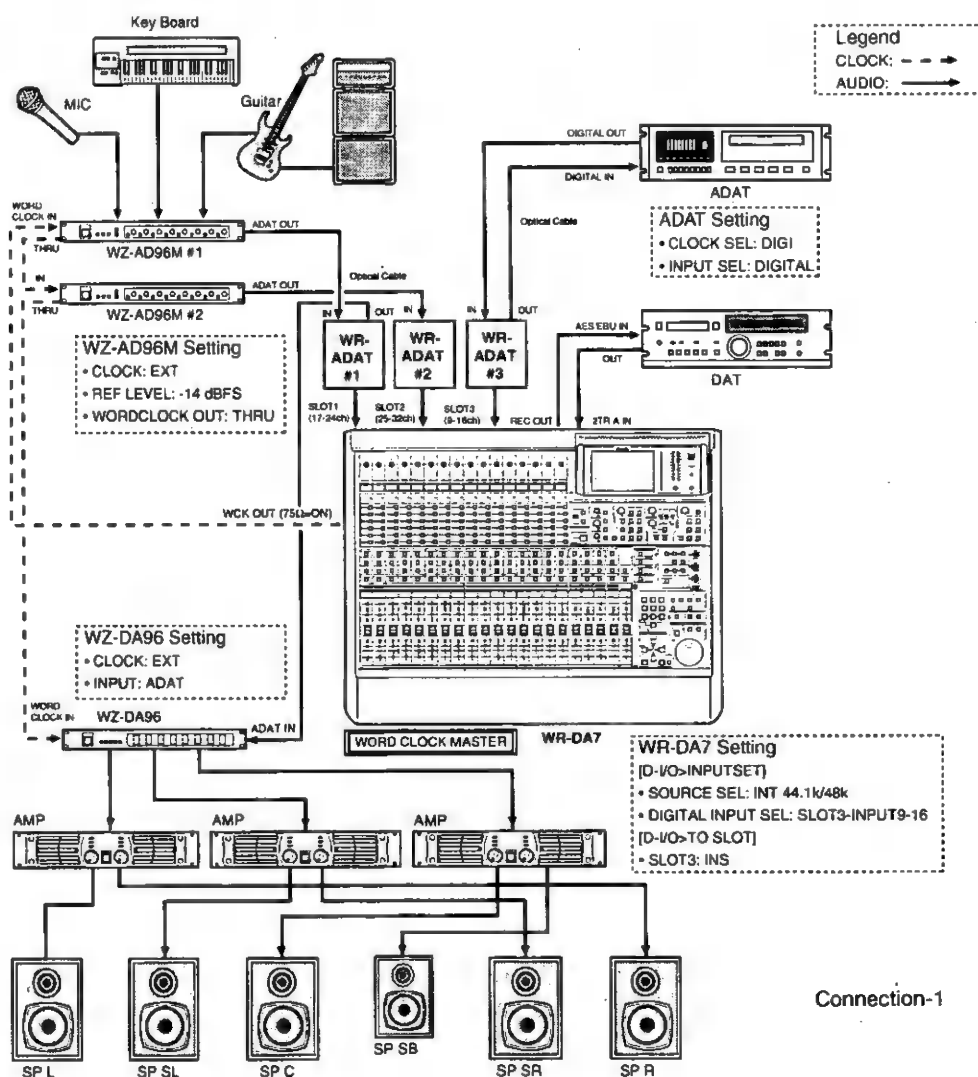 Key Board
MIC
Guitar
Legend
CLOCK:
AUDIO:
DIGITAL OUT
DIGITAL IN
ADAT
Optical Cable
ADAT Setting
• CLOCK SEL: DIGI
• INPUT SEL: DIGITAL
WORD
CLOCK IN
THRU
WZ-AD96M #1
ADAT OUT
IN
THRU
WZ-AD96M #2
ADAT OUT
Optical Cable
IN
OUT
IN
IN
OUT
WR-
ADAT
#1
WR-
ADAT
#2
WR-
ADAT
#3
AES/EBU IN
OUT
DAT
WZ-AD96M Setting
• CLOCK: EXT
• REF LEVEL: -14 dBFS
• WORDCLOCK OUT: THRU
SLOT1
(17-24ch)
SLOT2
(25-32ch)
SLOT3
(9-16ch)
REC OUT
2TR A IN
WCK OUT (75Ω=ON)
WZ-DA96 Setting
• CLOCK: EXT
• INPUT: ADAT
WORD
CLOCK IN
WZ-DA96
ADAT IN
WORD CLOCK MASTER
WR-DA7
WR-DA7 Setting
[D-I/O>INPUTSET]
• SOURCE SEL: INT 44.1k/48k
• DIGITAL INPUT SEL: SLOT3-INPUT9-16
[D-I/O>TO SLOT]
• SLOT3: INS
AMP
AMP
AMP
SP L
SP SL
SP C
SP SB
SP SR
SP R
Connection-1